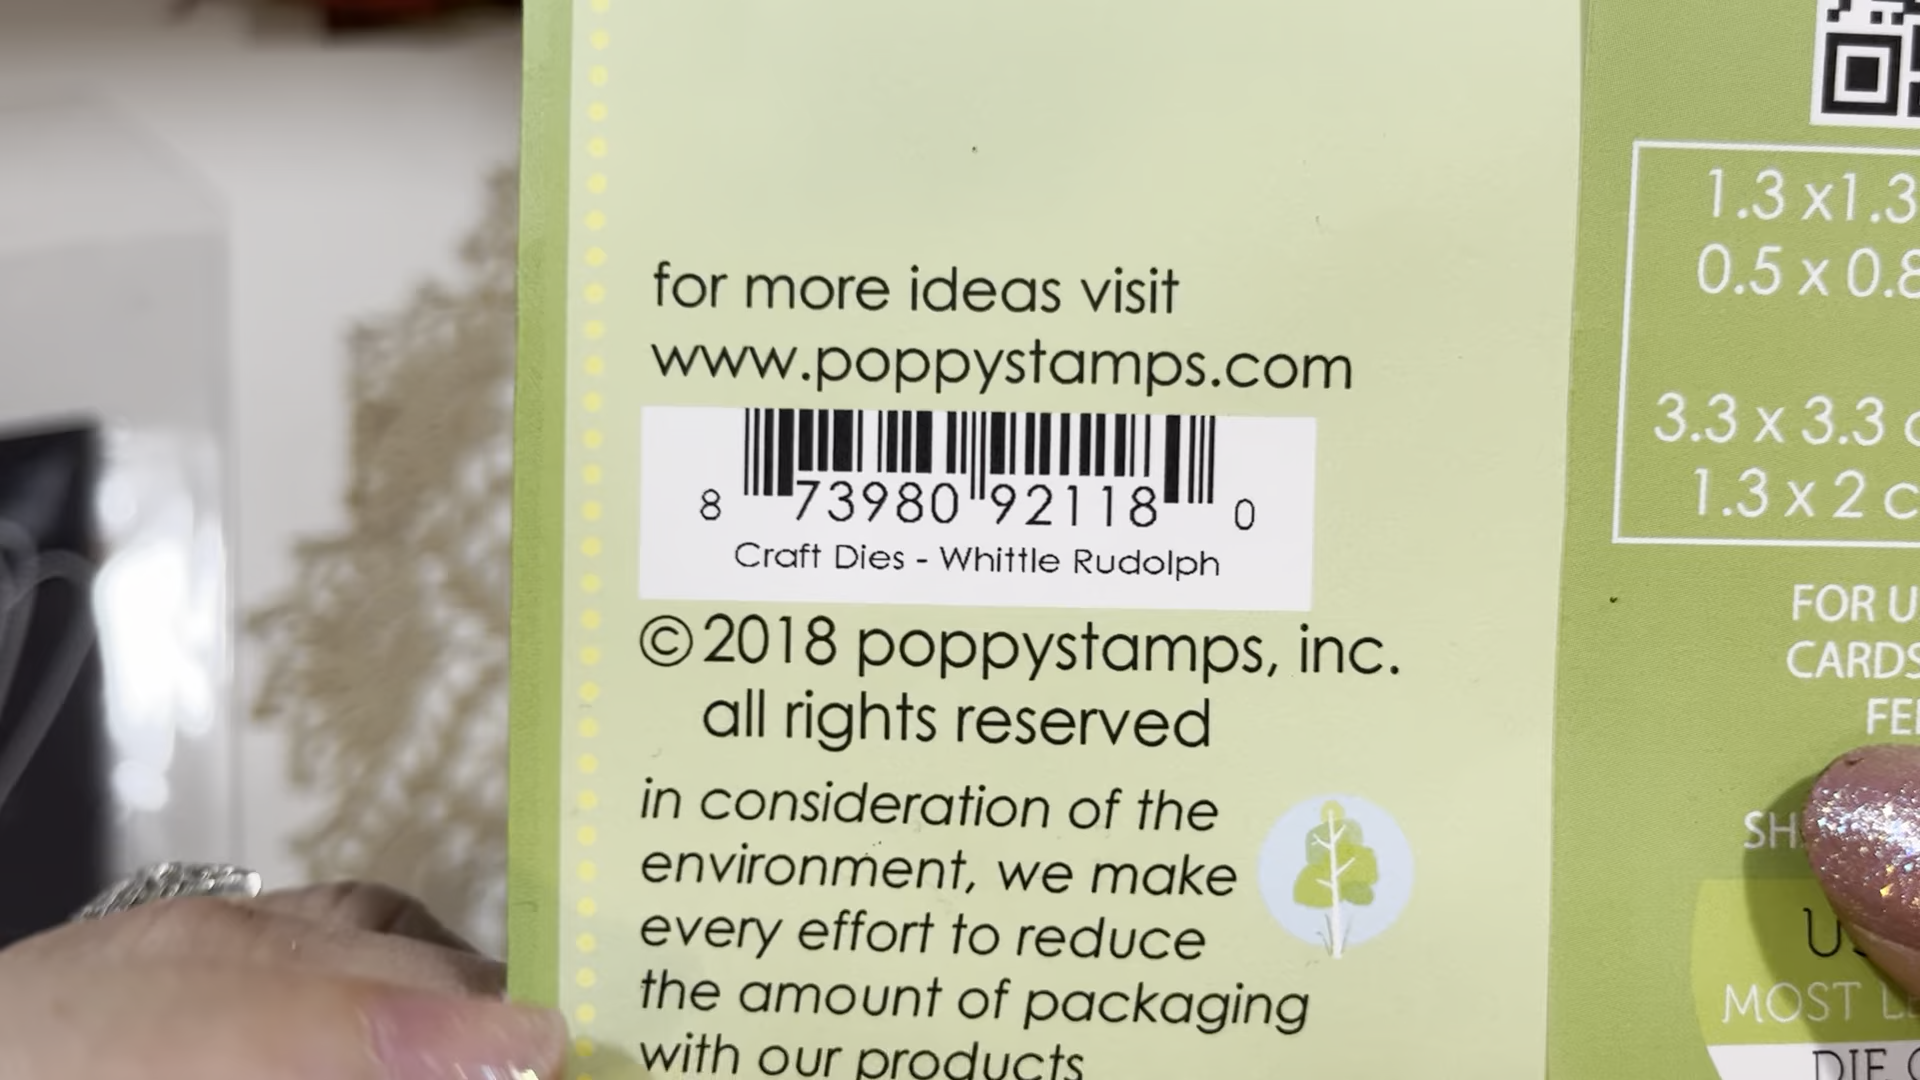 for more ideas visit
www.poppystamps.com
8 73980 92118 0
Craft Dies - Whittle Rudolph
©2018 poppystamps, inc.
all rights reserved
in consideration of the
environment, we make
every effort to reduce
the amount of packaging
with our products
1.3 x1.3
0.5 x 0.8
3.3 x 3.3
1.3 x 2
FOR
CARDS
MOST
DIE